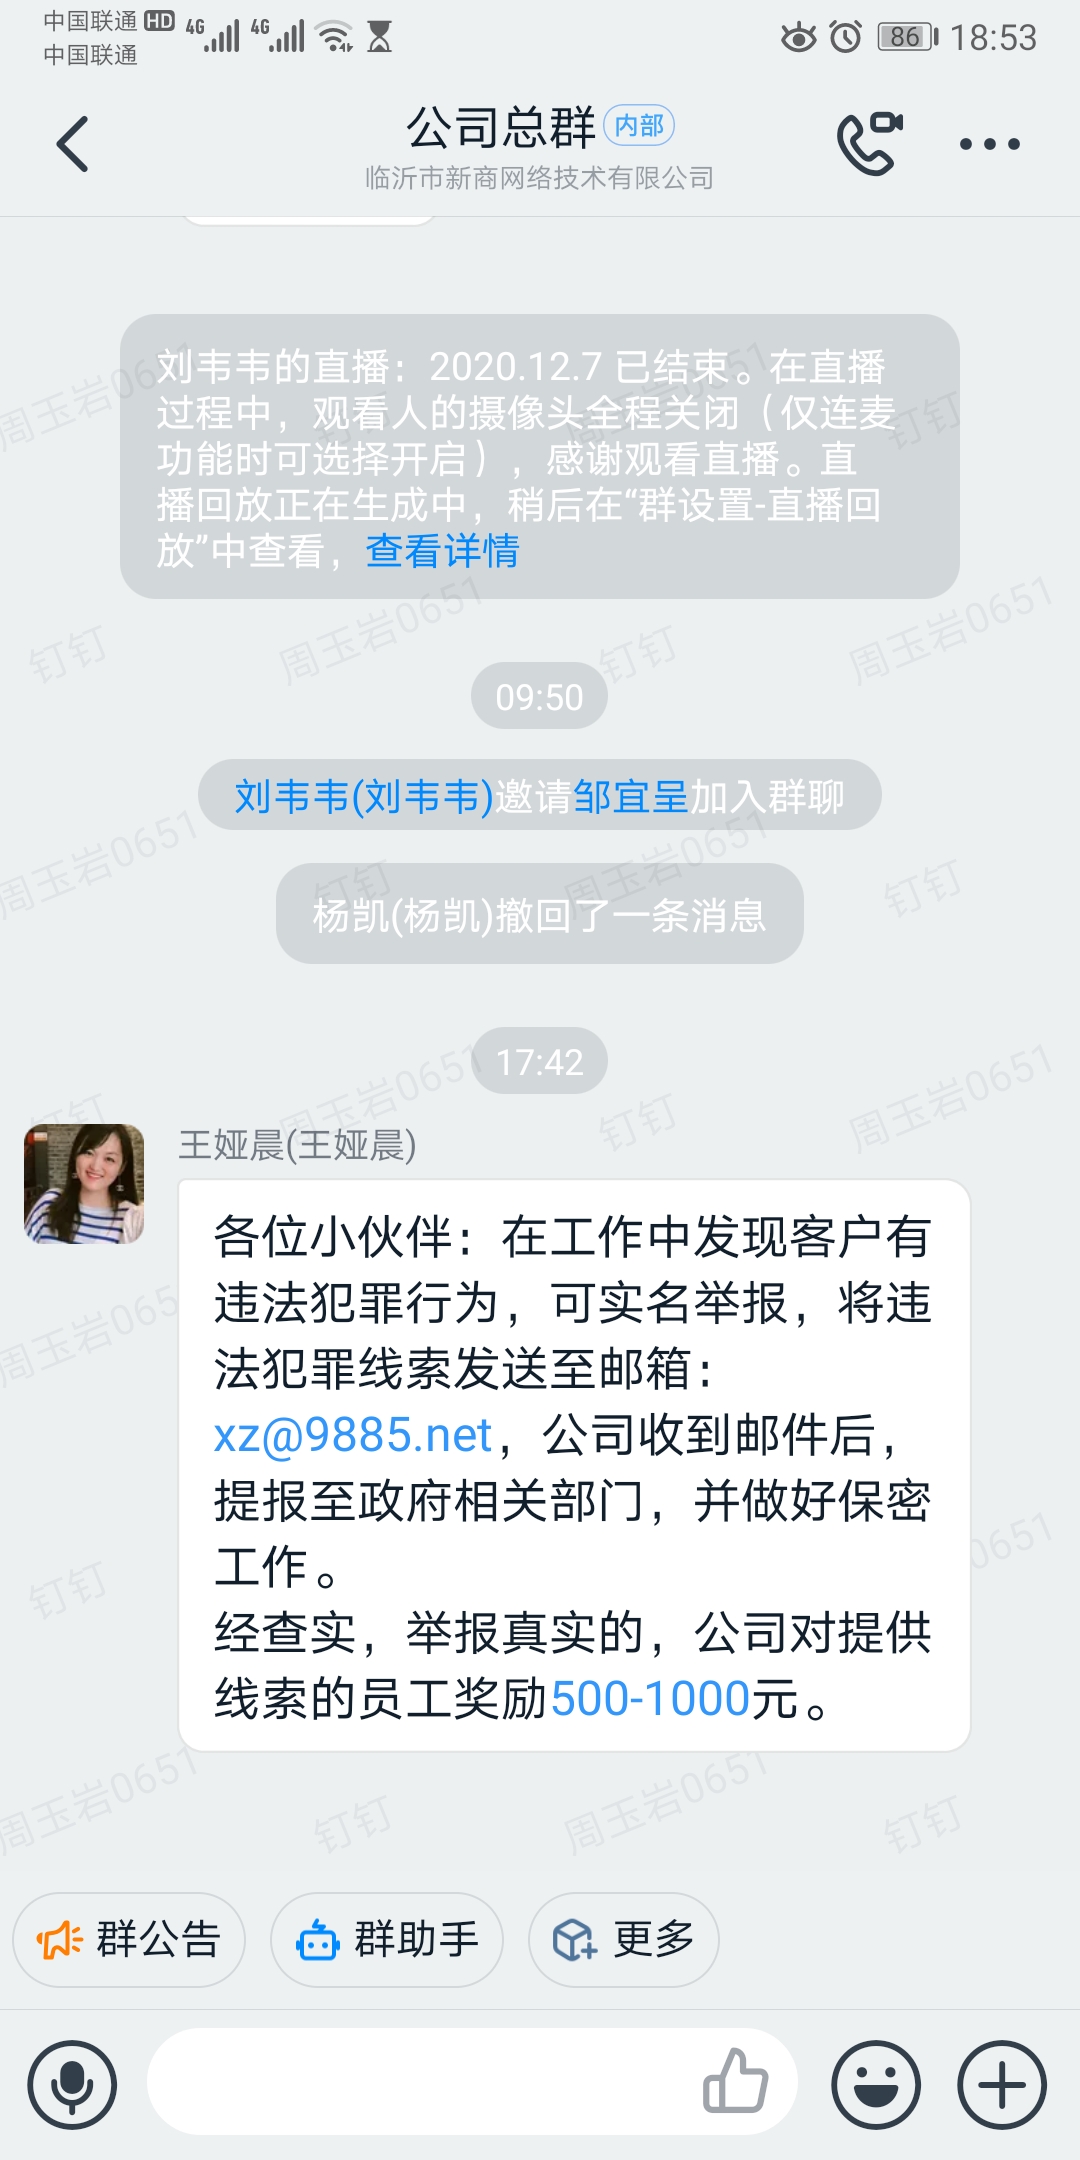 中国联通 HD 4G 4G 86 18:53
中国联通
公司总群 内部
临沂市新商网络技术有限公司
刘韦韦的直播：2020.12.7 已结束。在直播
过程中，观看人的摄像头全程关闭（仅连麦
功能时可选择开启），感谢观看直播。直
播回放正在生成中，稍后在“群设置-直播回
放”中查看，查看详情
09:50
刘韦韦(刘韦韦)邀请邹宜呈加入群聊
杨凯(杨凯)撤回了一条消息
17:42
王娅晨(王娅晨)
各位小伙伴：在工作中发现客户有
违法犯罪行为，可实名举报，将违
法犯罪线索发送至邮箱：
xz@9885.net，公司收到邮件后，
提报至政府相关部门，并做好保密
工作。
经查实，举报真实的，公司对提供
线索的员工奖励500-1000元。
钉钉 周玉岩0651
群公告 群助手 更多